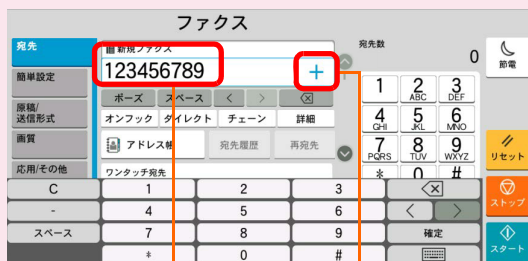 ファクス
宛先
新規ファクス
宛先数
0
節電
123456789
+
簡単設定
ポーズ スペース < >
1 2 ABC 3 DEF
原稿/
送信形式
オンフック ダイレクト チェーン 詳細
4 GHI 5 JKL 6 MNO
画質
アドレス帳 宛先履歴 再宛先
7 PQRS 8 TUV 9 WXYZ
リセット
応用/その他
ワンタッチ宛先
* 0 #
C 1 2 3
ストップ
- 4 5 6 < >
スペース 7 8 9 確定
スタート
* 0 #